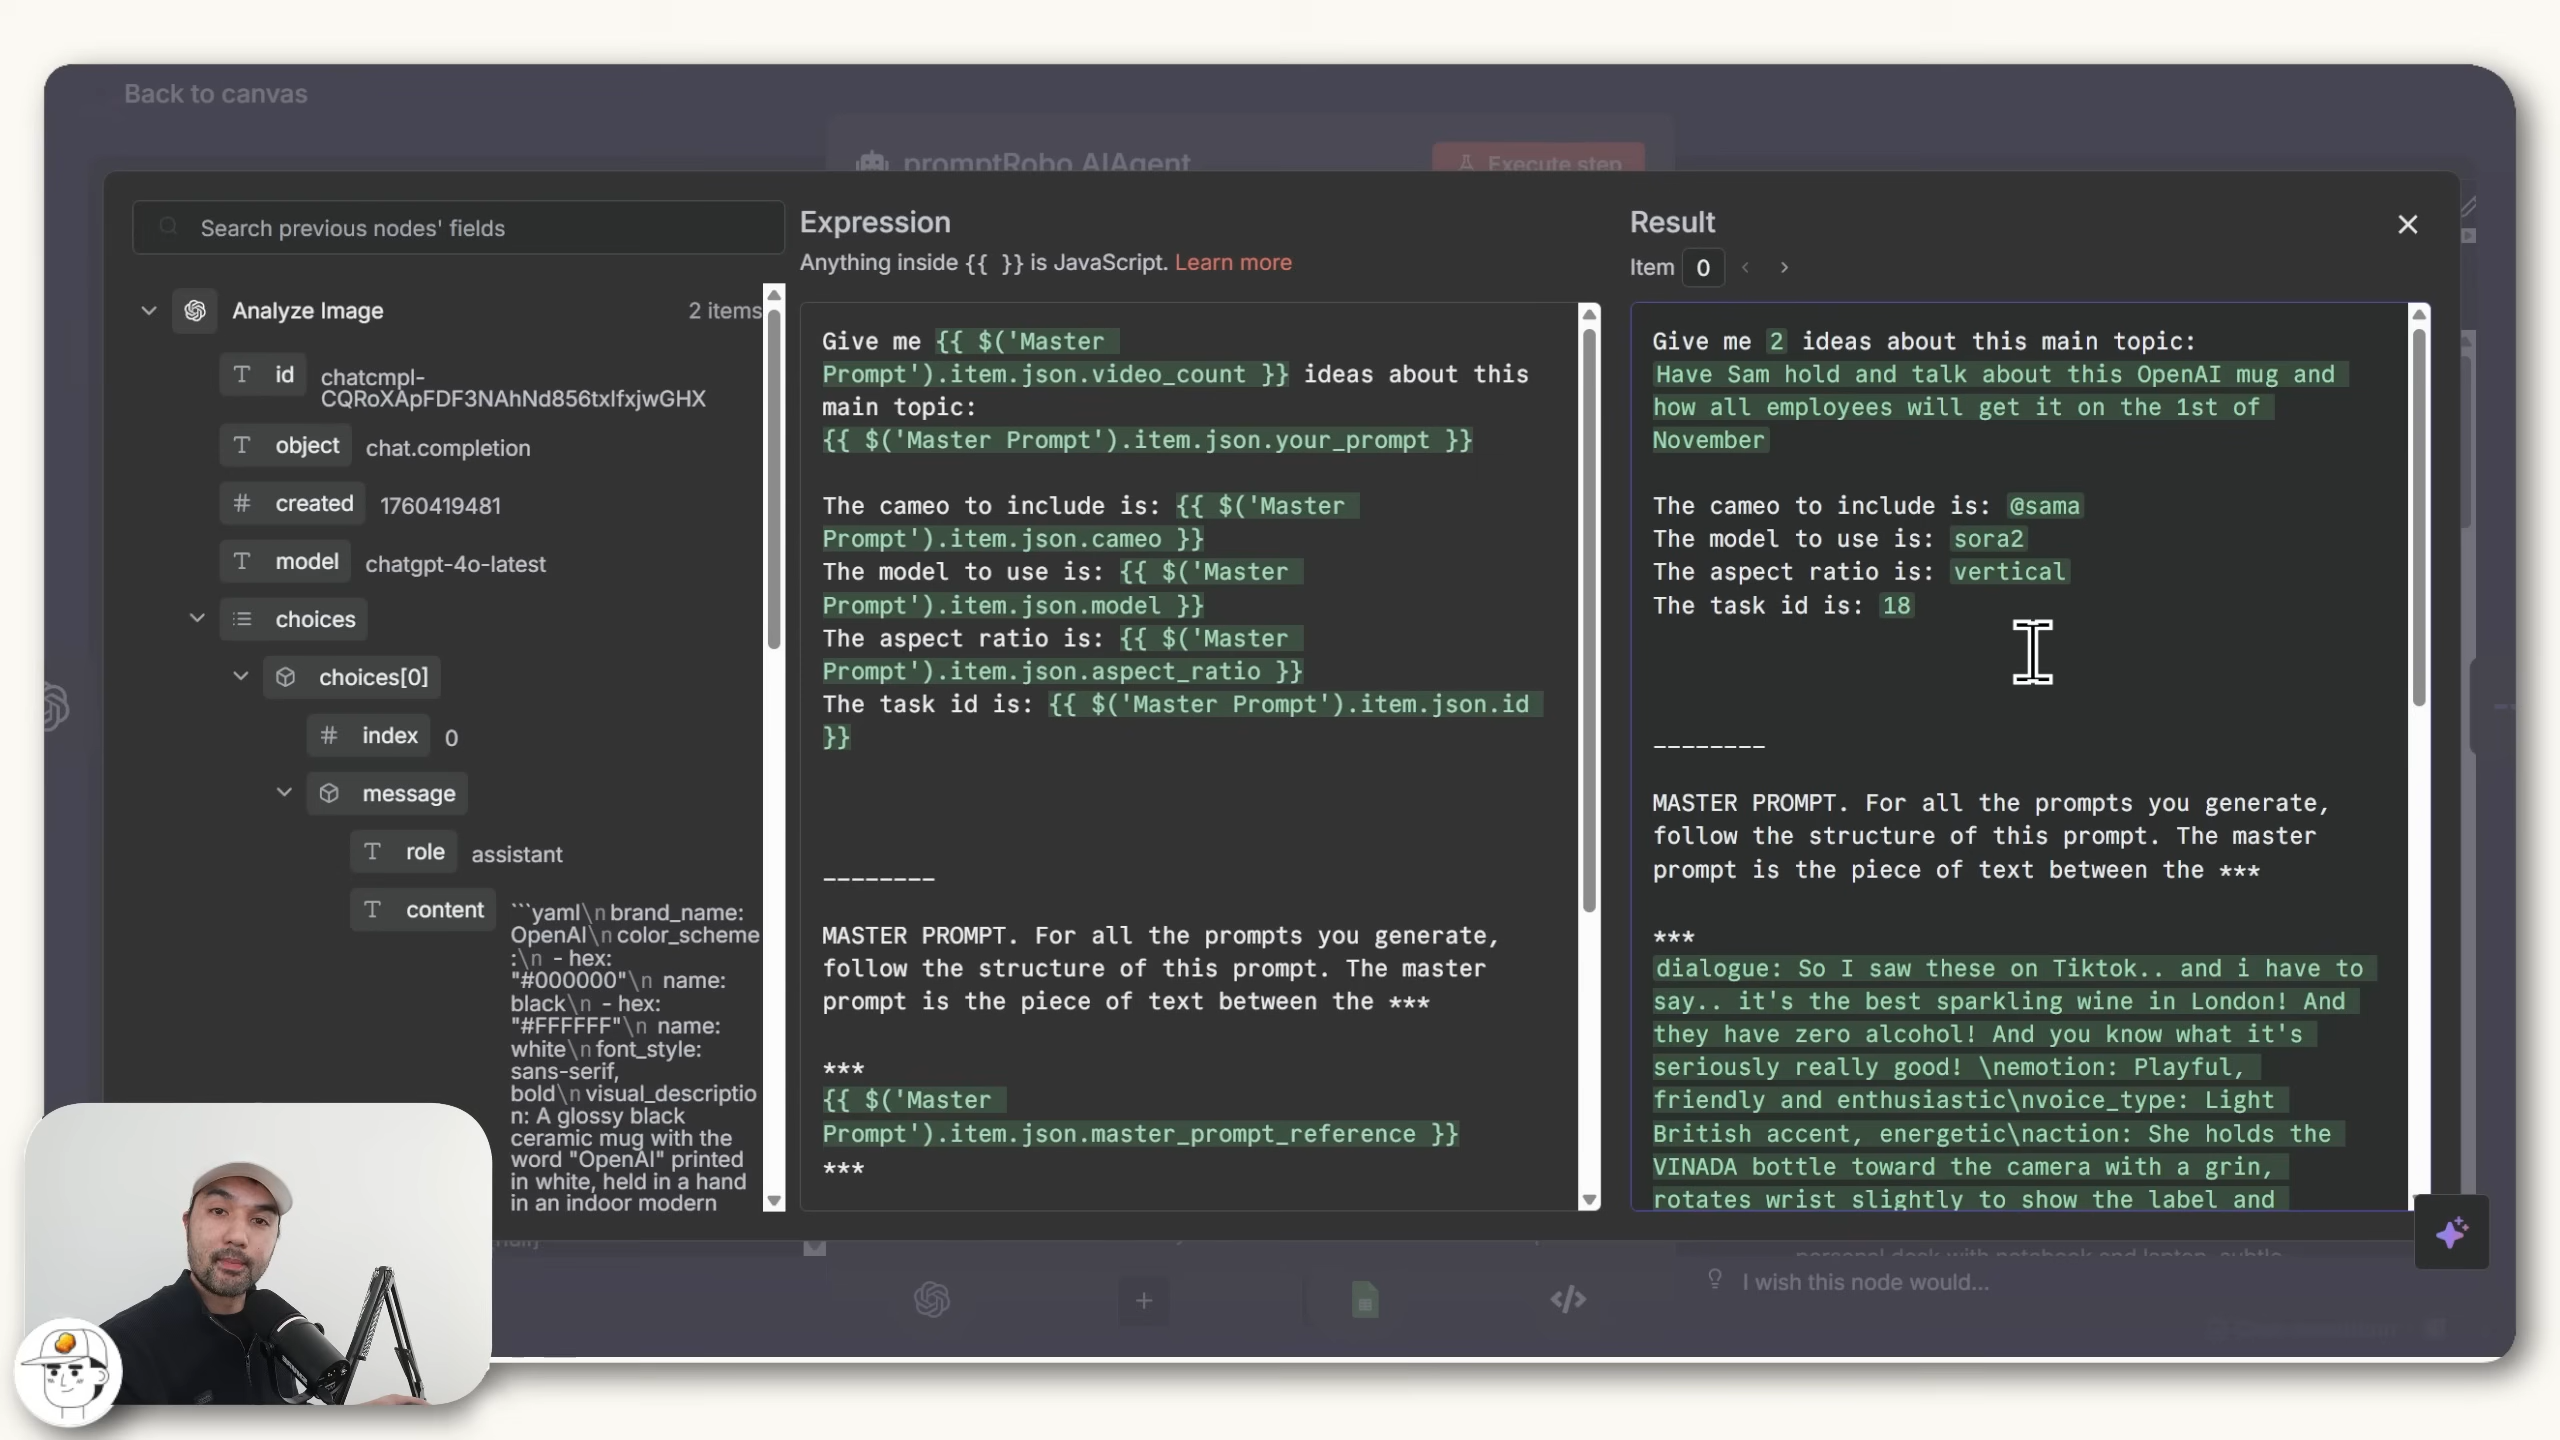 Back to canvas
promptRobo AIAgent
Execute step
Search previous nodes' fields
Analyze Image
2 items
id
chatcmpl-
CQRoXApFDF3NAhNd856txIfxjwGHX
object
chat.completion
created
1760419481
model
chatgpt-4o-latest
choices
choices[0]
index
0
message
role
assistant
content
```yaml\n brand_name:
OpenAI\n color_scheme
:\n - hex:
"#000000"\n name:
black\n - hex:
"#FFFFFF"\n name:
white\n font_style:
sans-serif,
bold\n visual_descriptio
n: A glossy black
ceramic mug with the
word "OpenAI" printed
in white, held in a hand
in an indoor modern
Expression
Anything inside {{ }} is JavaScript. Learn more
Give me {{ $('Master
Prompt').item.json.video_count }} ideas about this
main topic:
{{ $('Master Prompt').item.json.your_prompt }}
The cameo to include is: {{ $('Master
Prompt').item.json.cameo }}
The model to use is: {{ $('Master
Prompt').item.json.model }}
The aspect ratio is: {{ $('Master
Prompt').item.json.aspect_ratio }}
The task id is: {{ $('Master Prompt').item.json.id
}}
--------
MASTER PROMPT. For all the prompts you generate,
follow the structure of this prompt. The master
prompt is the piece of text between the ***
***
{{ $('Master
Prompt').item.json.master_prompt_reference }}
***
Result
Item 0
Give me 2 ideas about this main topic:
Have Sam hold and talk about this OpenAI mug and
how all employees will get it on the 1st of
November
The cameo to include is: @sama
The model to use is: sora2
The aspect ratio is: vertical
The task id is: 18
--------
MASTER PROMPT. For all the prompts you generate,
follow the structure of this prompt. The master
prompt is the piece of text between the ***
***
dialogue: So I saw these on Tiktok.. and i have to
say.. it's the best sparkling wine in London! And
they have zero alcohol! And you know what it's
seriously really good! \nemotion: Playful,
friendly and enthusiastic\nvoice_type: Light
British accent, energetic\naction: She holds the
VINADA bottle toward the camera with a grin,
rotates wrist slightly to show the label and
personal desk with notebook and laptop, subtle
I wish this node would...